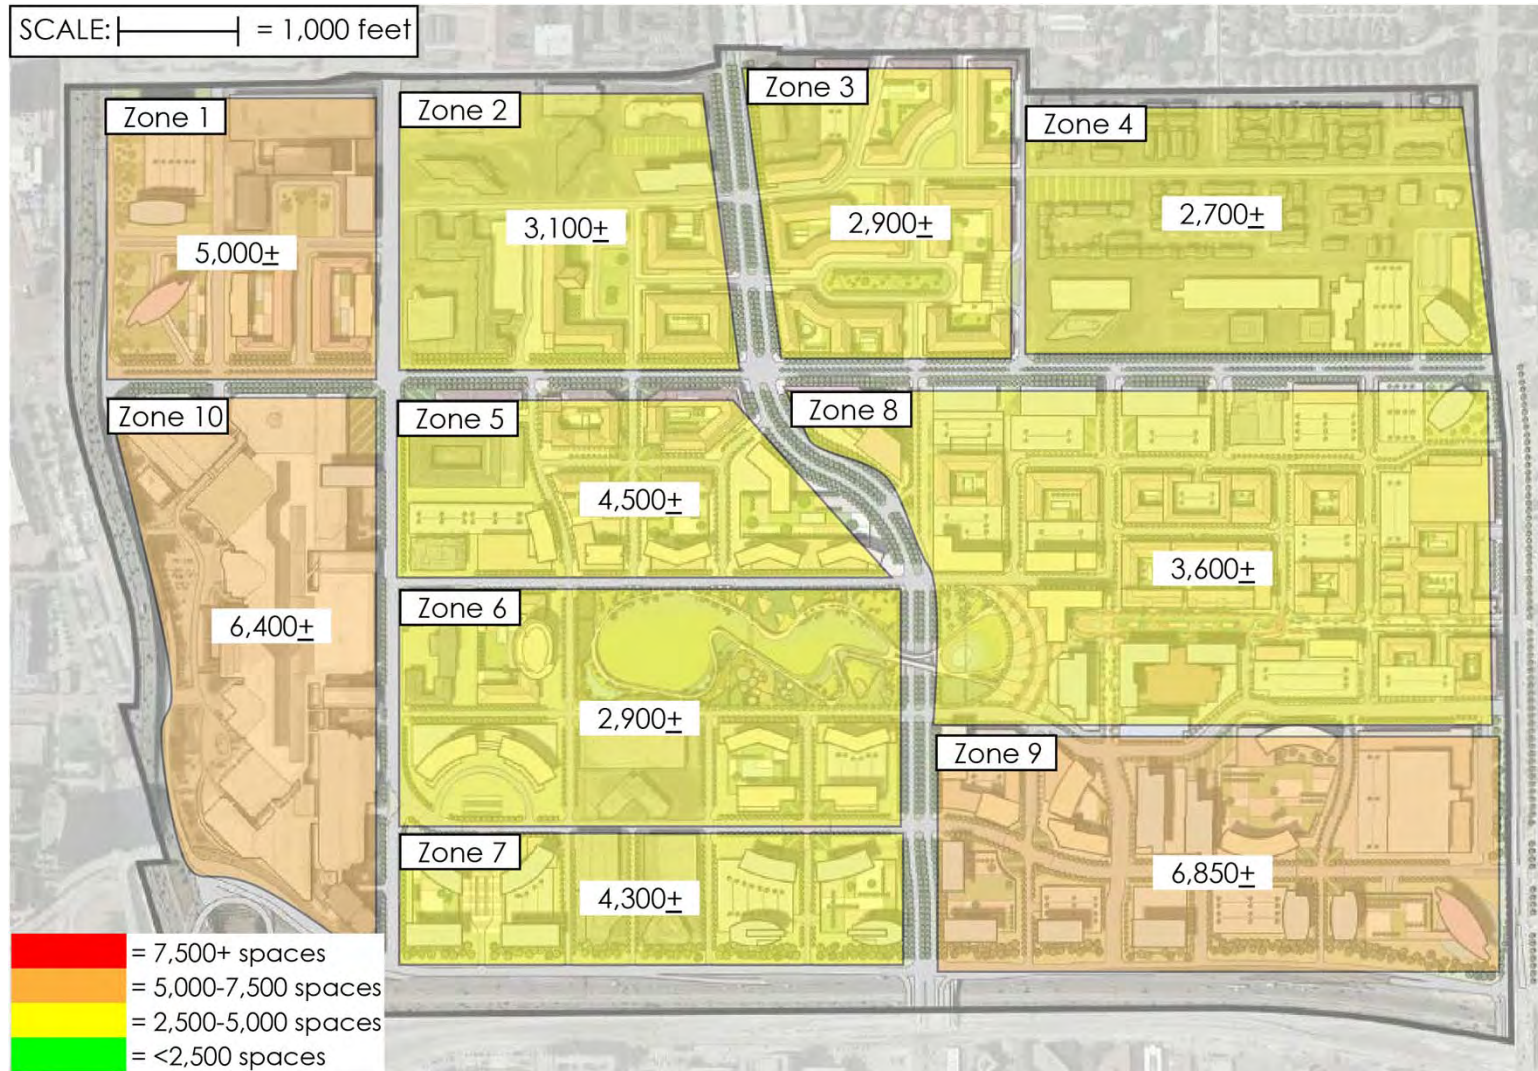 SCALE: = 1,000 feet
Zone 1
5,000±
Zone 2
3,100±
Zone 3
2,900±
Zone 4
2,700±
Zone 10
6,400±
Zone 5
4,500±
Zone 8
3,600±
Zone 6
2,900±
Zone 9
6,850±
Zone 7
4,300±
= 7,500+ spaces
= 5,000-7,500 spaces
= 2,500-5,000 spaces
= <2,500 spaces